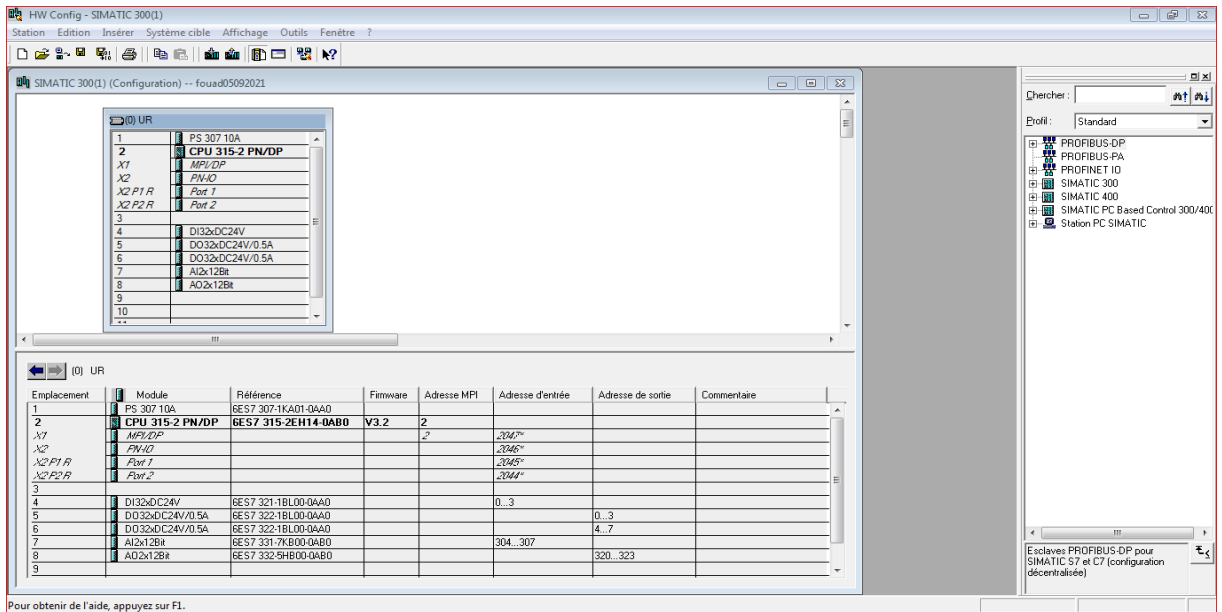 HW Config - SIMATIC 300(1)
Station Edition Insérer Système cible Affichage Outils Fenêtre ?
SIMATIC 300(1) (Configuration) -- fouad05092021
(0) UR
1 PS 307 10A
2 CPU 315-2 PN/DP
X1 MPI/DP
X2 PN-IO
X2 P1 R Port 1
X2 P2 R Port 2
3
4 DI32xDC24V
5 DO32xDC24V/0.5A
6 DO32xDC24V/0.5A
7 AI2x12Bit
8 AO2x12Bit
9
10
(0) UR
Emplacement Module Référence Firmware Adresse MPI Adresse d'entrée Adresse de sortie Commentaire
1 PS 307 10A 6ES7 307-1KA01-0AA0
2 CPU 315-2 PN/DP 6ES7 315-2EH14-0AB0 V3.2 2
X1 MPI/DP 2 2047*
X2 PN-IO 2046*
X2 P1 R Port 1 2045*
X2 P2 R Port 2 2044*
3
4 DI32xDC24V 6ES7 321-1BL00-0AA0 0...3
5 DO32xDC24V/0.5A 6ES7 322-1BL00-0AA0 0...3
6 DO32xDC24V/0.5A 6ES7 322-1BL00-0AA0 4...7
7 AI2x12Bit 6ES7 331-7KB00-0AB0 304...307
8 AO2x12Bit 6ES7 332-5HB00-0AB0 320...323
9
Chercher :
Profil : Standard
PROFIBUS-DP
PROFIBUS-PA
PROFINET IO
SIMATIC 300
SIMATIC 400
SIMATIC PC Based Control 300/400
Station PC SIMATIC
Esclaves PROFIBUS-DP pour
SIMATIC S7 et C7 (configuration
décentralisée)
Pour obtenir de l'aide, appuyez sur F1.